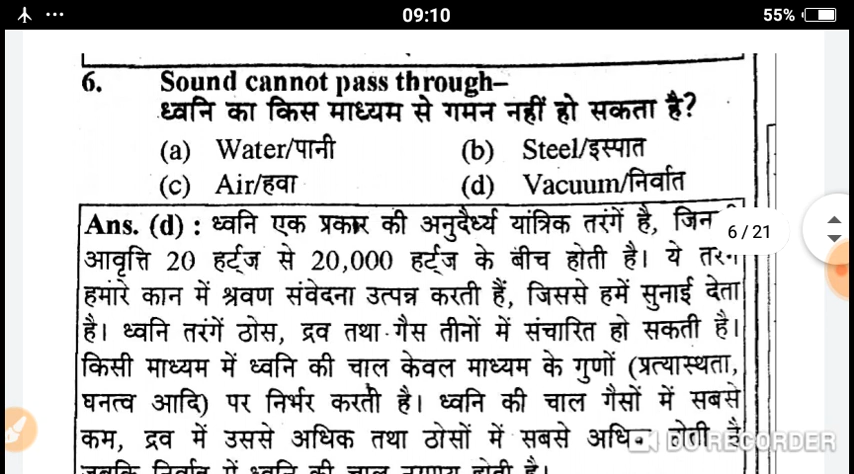 09:10
55%
6. Sound cannot pass through–
ध्वनि का किस माध्यम से गमन नहीं हो सकता है?
(a) Water/पानी (b) Steel/इस्पात
(c) Air/हवा (d) Vacuum/निर्वात
Ans. (d) : ध्वनि एक प्रकार की अनुदैर्ध्य यांत्रिक तरंगें है, जिन
6 / 21
आवृत्ति 20 हर्ट्ज से 20,000 हर्ट्ज के बीच होती है। ये
हमारे कान में श्रवण संवेदना उत्पन्न करती हैं, जिससे हमें सुनाई देता
है। ध्वनि तरंगें ठोस, द्रव तथा गैस तीनों में संचारित हो सकती है।
किसी माध्यम में ध्वनि की चाल केवल माध्यम के गुणों (प्रत्यास्थता,
घनत्व आदि) पर निर्भर करती है। ध्वनि की चाल गैसों में सबसे
कम, द्रव में उससे अधिक तथा ठोसों में सबसे होती है
DU RECORDER
जबकि निर्वात में ध्वनि की चाल नगण्य होती है।